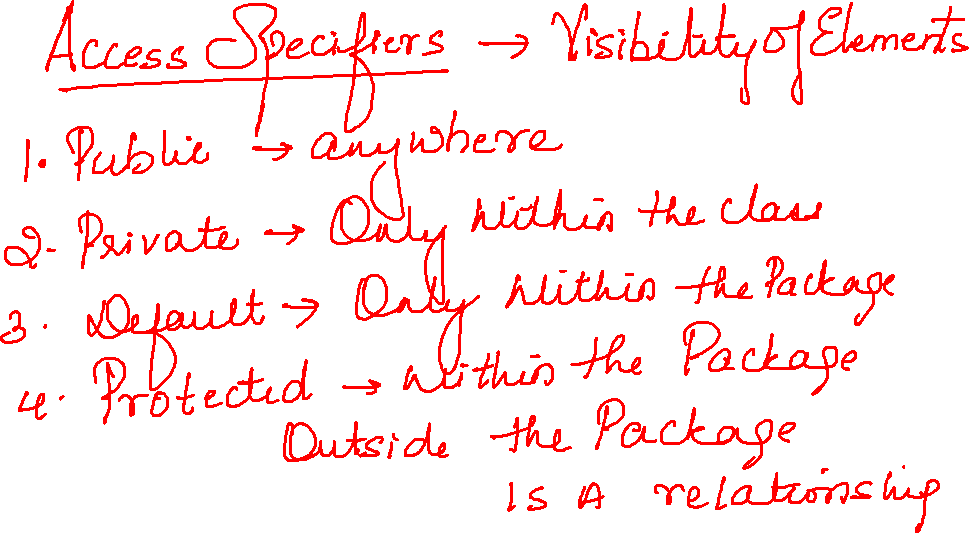 Access Specifiers → Visibility of Elements
1. Public → anywhere
2. Private → Only Within the class
3. Default → Only Within the Package
4. Protected → Within the Package
Outside the Package
IS A relationship